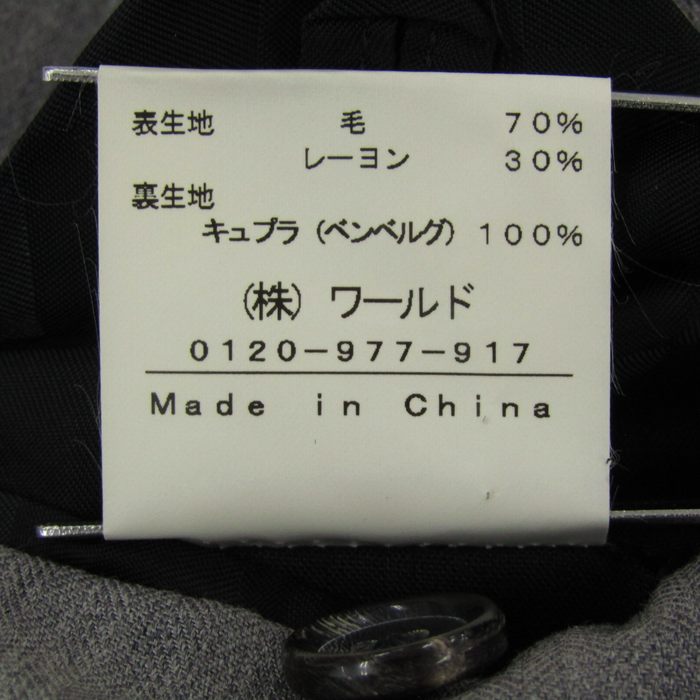 表生地 毛 70%
レーヨン 30%
裏生地
キュプラ(ベンベルグ) 100%
(株)ワールド
0120-977-917
Made in China